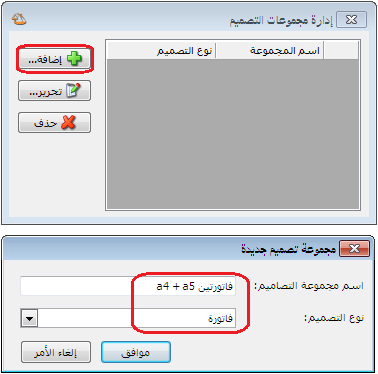 إدارة مجموعات التصميم
اسم المجموعة نوع التصميم
إضافة...
تحرير...
حذف
مجموعة تصميم جديدة
اسم مجموعة التصاميم: فاتورتين a4 + a5
نوع التصميم: فاتورة
موافق إلغاء الأمر